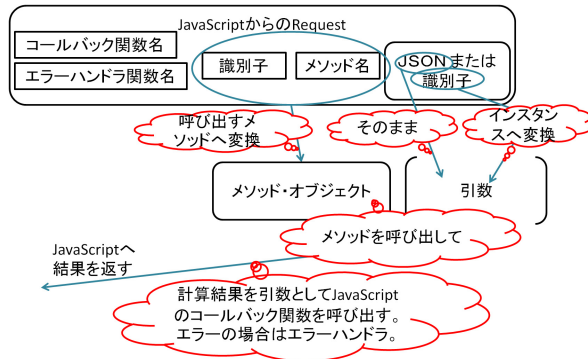 JavaScriptからのRequest
コールバック関数名
エラーハンドラ関数名
識別子
メソッド名
JSONまたは
識別子
呼び出すメ
ソッドへ変換
そのまま
インスタン
スへ変換
メソッド・オブジェクト
引数
メソッドを呼び出して
JavaScriptへ
結果を返す
計算結果を引数としてJavaScript
のコールバック関数を呼び出す。
エラーの場合はエラーハンドラ。